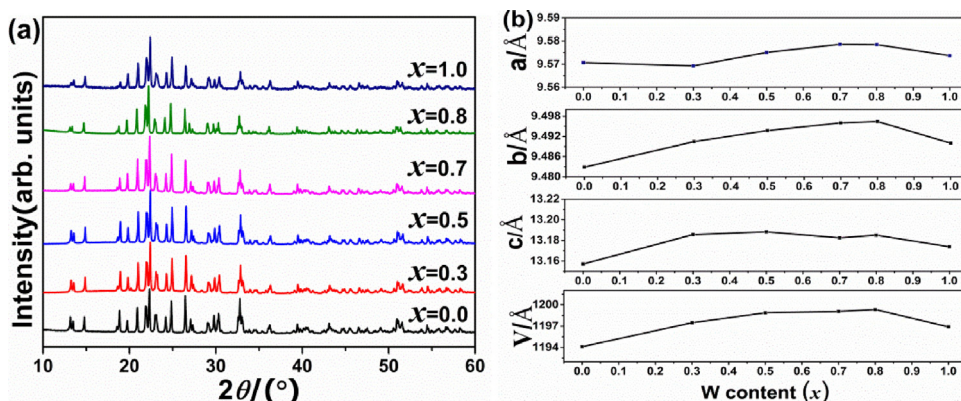 (a)
Intensity(arb. units)
x=1.0
x=0.8
x=0.7
x=0.5
x=0.3
x=0.0
10 20 30 40 50 60
2θ/(°)
(b)
a/Å
9.59
9.58
9.57
9.56
0.0 0.1 0.2 0.3 0.4 0.5 0.6 0.7 0.8 0.9 1.0
b/Å
9.498
9.492
9.486
9.480
0.0 0.1 0.2 0.3 0.4 0.5 0.6 0.7 0.8 0.9 1.0
c/Å
13.22
13.20
13.18
13.16
0.0 0.1 0.2 0.3 0.4 0.5 0.6 0.7 0.8 0.9 1.0
V/Å
1200
1197
1194
0.0 0.1 0.2 0.3 0.4 0.5 0.6 0.7 0.8 0.9 1.0
W content (x)